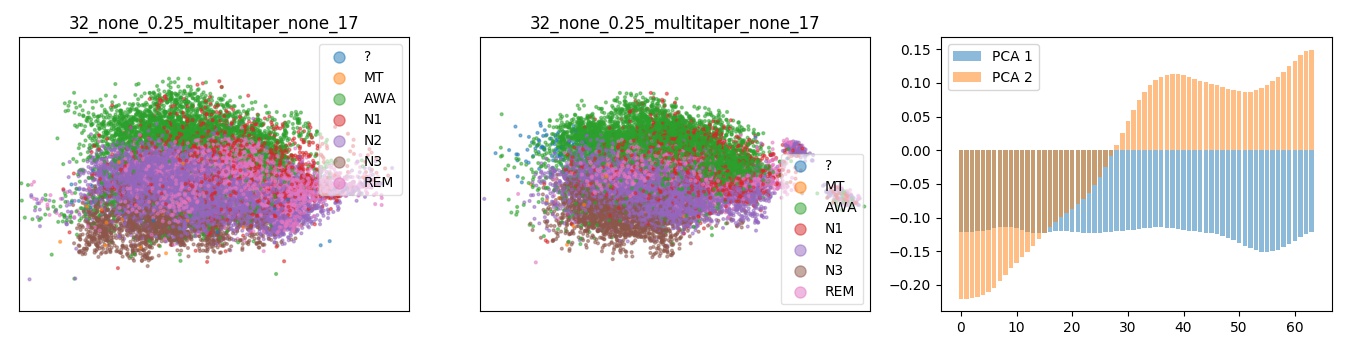 32_none_0.25_multitaper_none_17
?
MT
AWA
N1
N2
N3
REM
32_none_0.25_multitaper_none_17
?
MT
AWA
N1
N2
N3
REM
PCA 1
PCA 2
0.15
0.10
0.05
0.00
−0.05
−0.10
−0.15
−0.20
0 10 20 30 40 50 60